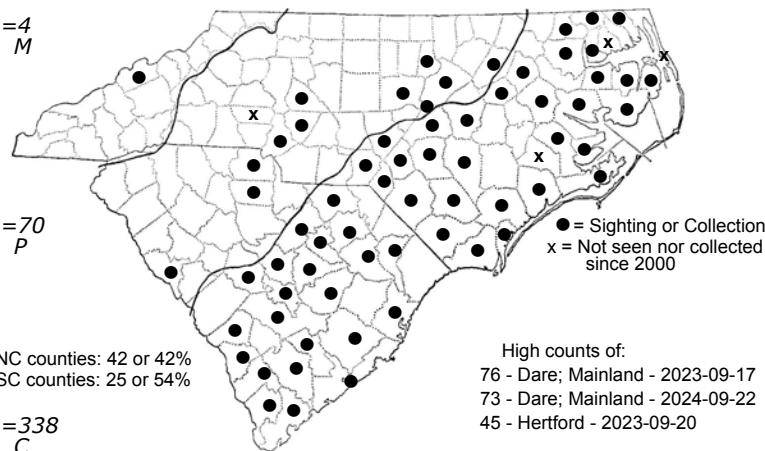 =4
M
=70
P
● = Sighting or Collection
x = Not seen nor collected
since 2000
NC counties: 42 or 42%
SC counties: 25 or 54%
High counts of:
76 - Dare; Mainland - 2023-09-17
73 - Dare; Mainland - 2024-09-22
45 - Hertford - 2023-09-20
=338
C